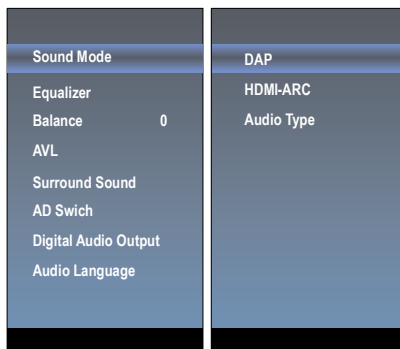 Sound Mode
Equalizer
Balance 0
AVL
Surround Sound
AD Swich
Digital Audio Output
Audio Language
DAP
HDMI-ARC
Audio Type